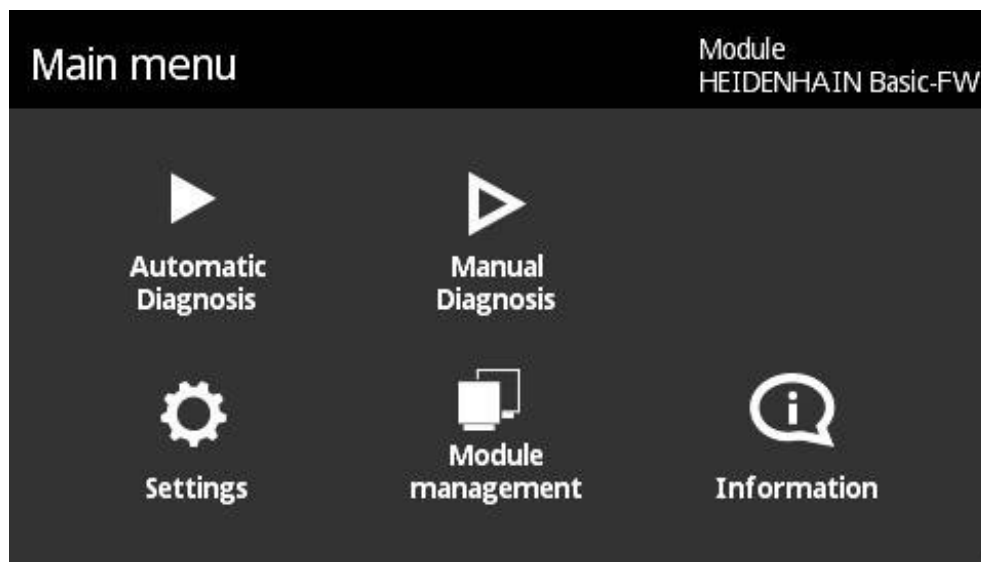 Main menu
Module
HEIDENHAIN Basic-FW
Automatic
Diagnosis
Manual
Diagnosis
Settings
Module
management
Information